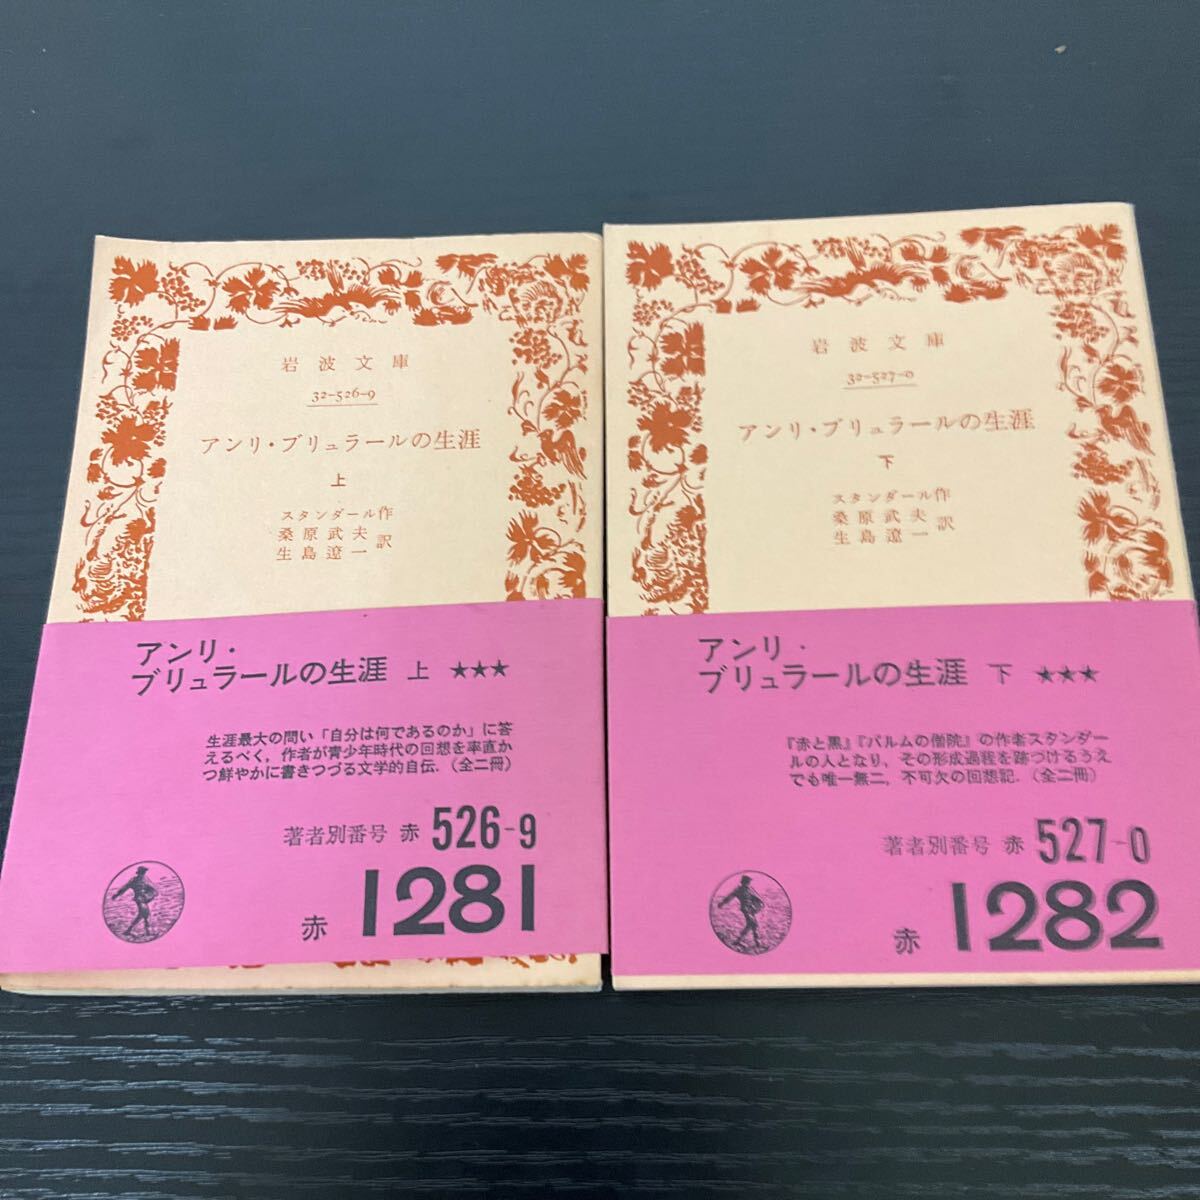 岩波文庫
32-526-9
アンリ・ブリュラールの生涯
上
スタンダール作
桑原武夫
生島遼一 訳
アンリ・
ブリュラールの生涯 上 ★★★
生涯最大の問い「自分は何であるのか」に答
えるべく，作者が青少年時代の回想を率直か
つ鮮やかに書きつづる文学的自伝．（全二冊）
著者別番号 赤 526-9
赤 1281
岩波文庫
32-527-0
アンリ・ブリュラールの生涯
下
スタンダール作
桑原武夫
生島遼一 訳
アンリ・
ブリュラールの生涯 下 ★★★
『赤と黒』『パルムの僧院』の作者スタンダー
ルの人となり，その形成過程を跡づけるうえ
でも唯一無二，不可欠の回想記．（全二冊）
著者別番号 赤 527-0
赤 1282